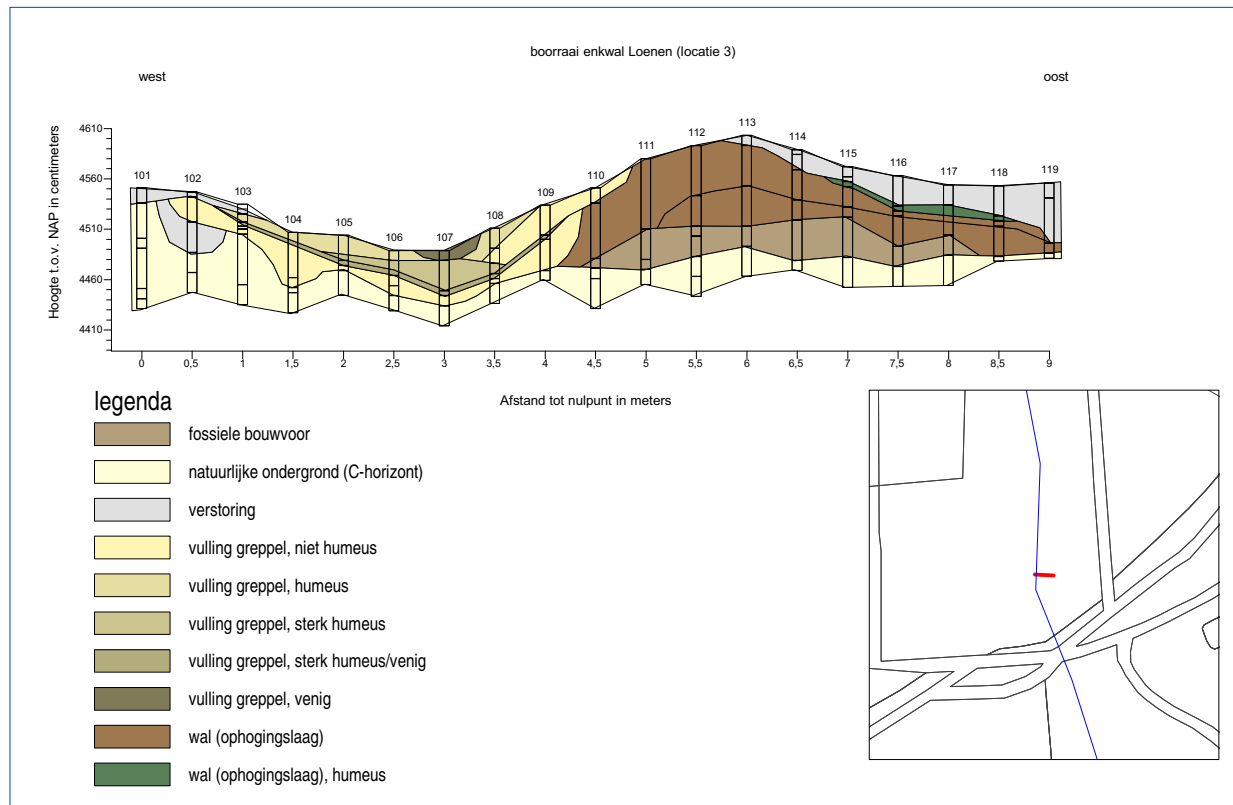 boorraai enkwal Loenen (locatie 3)
west
oost
Hoogte t.o.v. NAP in centimeters
4610
4560
4510
4460
4410
101
102
103
104
105
106
107
108
109
110
111
112
113
114
115
116
117
118
119
0
0,5
1
1,5
2
2,5
3
3,5
4
4,5
5
5,5
6
6,5
7
7,5
8
8,5
9
Afstand tot nulpunt in meters
legenda
fossiele bouwvoor
natuurlijke ondergrond (C-horizont)
verstoring
vulling greppel, niet humeus
vulling greppel, humeus
vulling greppel, sterk humeus
vulling greppel, sterk humeus/venig
vulling greppel, venig
wal (ophogingslaag)
wal (ophogingslaag), humeus